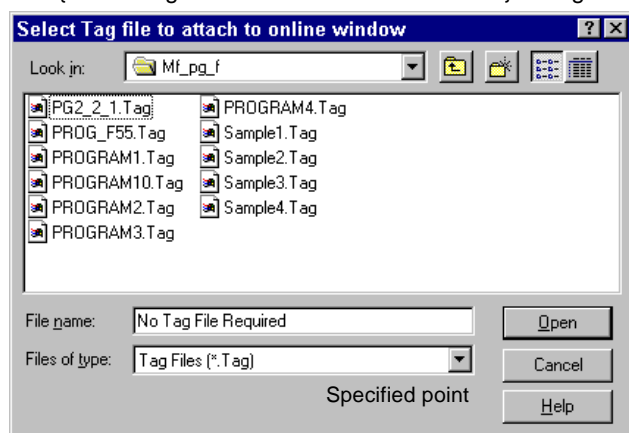 Select Tag file to attach to online window
Look in: Mf_pg_f
PG2_2_1.Tag PROGRAM4.Tag
PROG_F55.Tag Sample1.Tag
PROGRAM1.Tag Sample2.Tag
PROGRAM10.Tag Sample3.Tag
PROGRAM2.Tag Sample4.Tag
PROGRAM3.Tag
File name: No Tag File Required Open
Files of type: Tag Files (*.Tag) Cancel
Specified point
Help